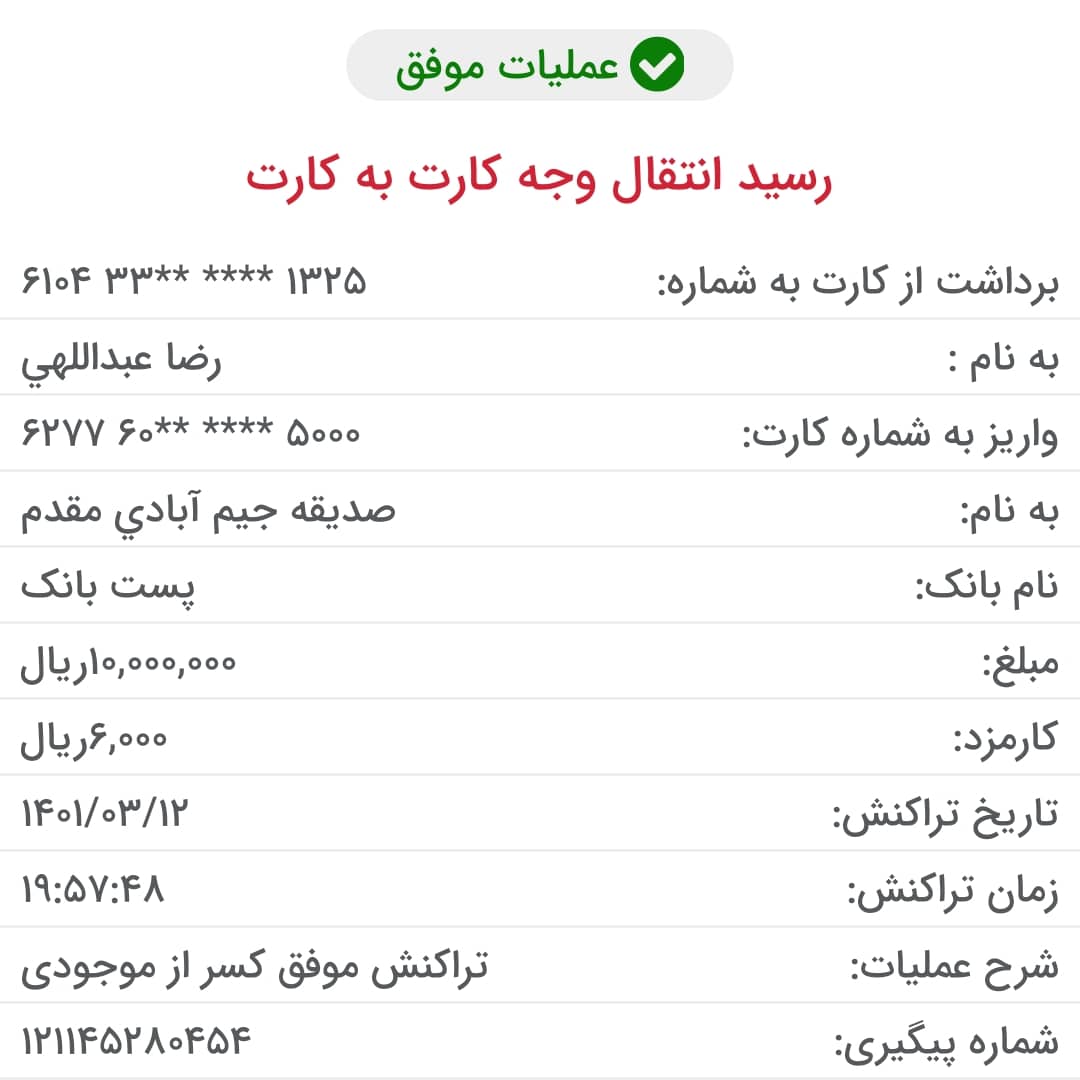 عملیات موفق
رسید انتقال وجه کارت به کارت
برداشت از کارت به شماره: ۶۱۰۴ ۳۳** **** ۱۳۲۵
به نام : رضا عبداللهي
واریز به شماره کارت: ۶۲۷۷ ۶۰** **** ۵۰۰۰
به نام: صديقه جيم آبادي مقدم
نام بانک: پست بانک
مبلغ: ۱۰,۰۰۰,۰۰۰ریال
کارمزد: ۶,۰۰۰ریال
تاریخ تراکنش: ۱۴۰۱/۰۳/۱۲
زمان تراکنش: ۱۹:۵۷:۴۸
شرح عملیات: تراکنش موفق کسر از موجودی
شماره پیگیری: ۱۲۱۱۴۵۲۸۰۴۵۴